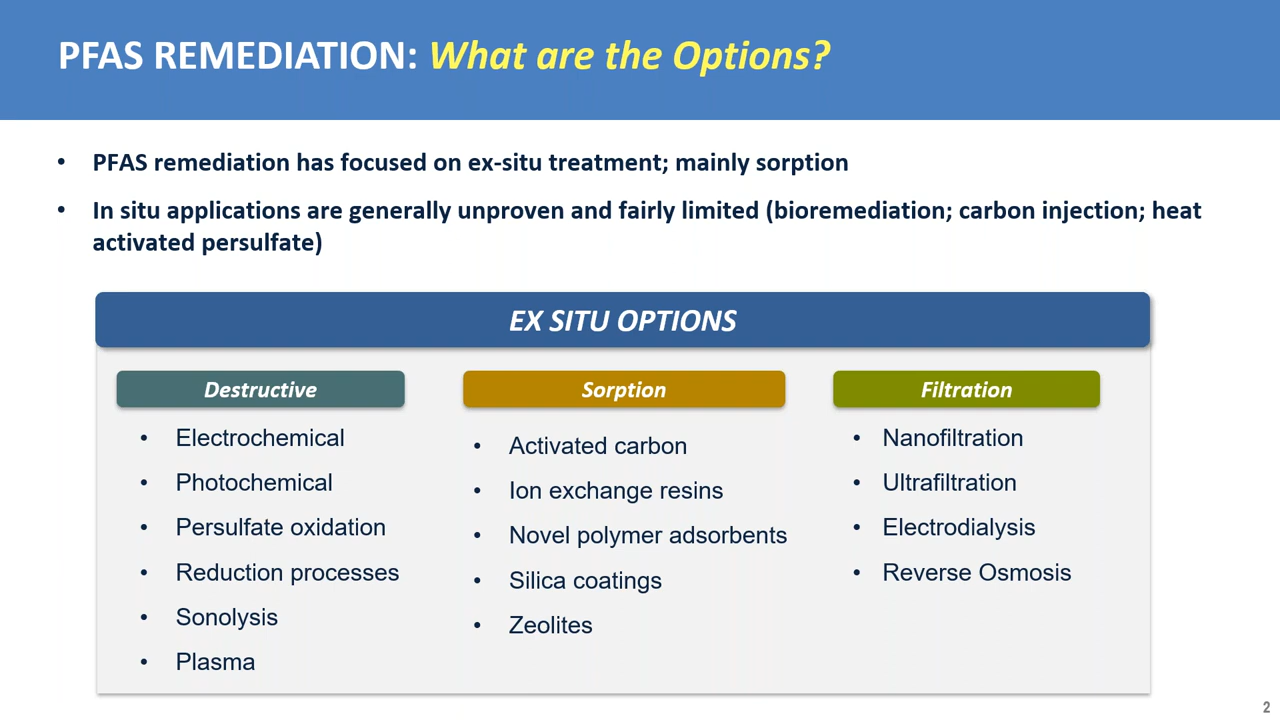 PFAS REMEDIATION: What are the Options?
• PFAS remediation has focused on ex-situ treatment; mainly sorption
• In situ applications are generally unproven and fairly limited (bioremediation; carbon injection; heat
activated persulfate)
EX SITU OPTIONS
Destructive
• Electrochemical
• Photochemical
• Persulfate oxidation
• Reduction processes
• Sonolysis
• Plasma
Sorption
• Activated carbon
• Ion exchange resins
• Novel polymer adsorbents
• Silica coatings
• Zeolites
Filtration
• Nanofiltration
• Ultrafiltration
• Electrodialysis
• Reverse Osmosis
2